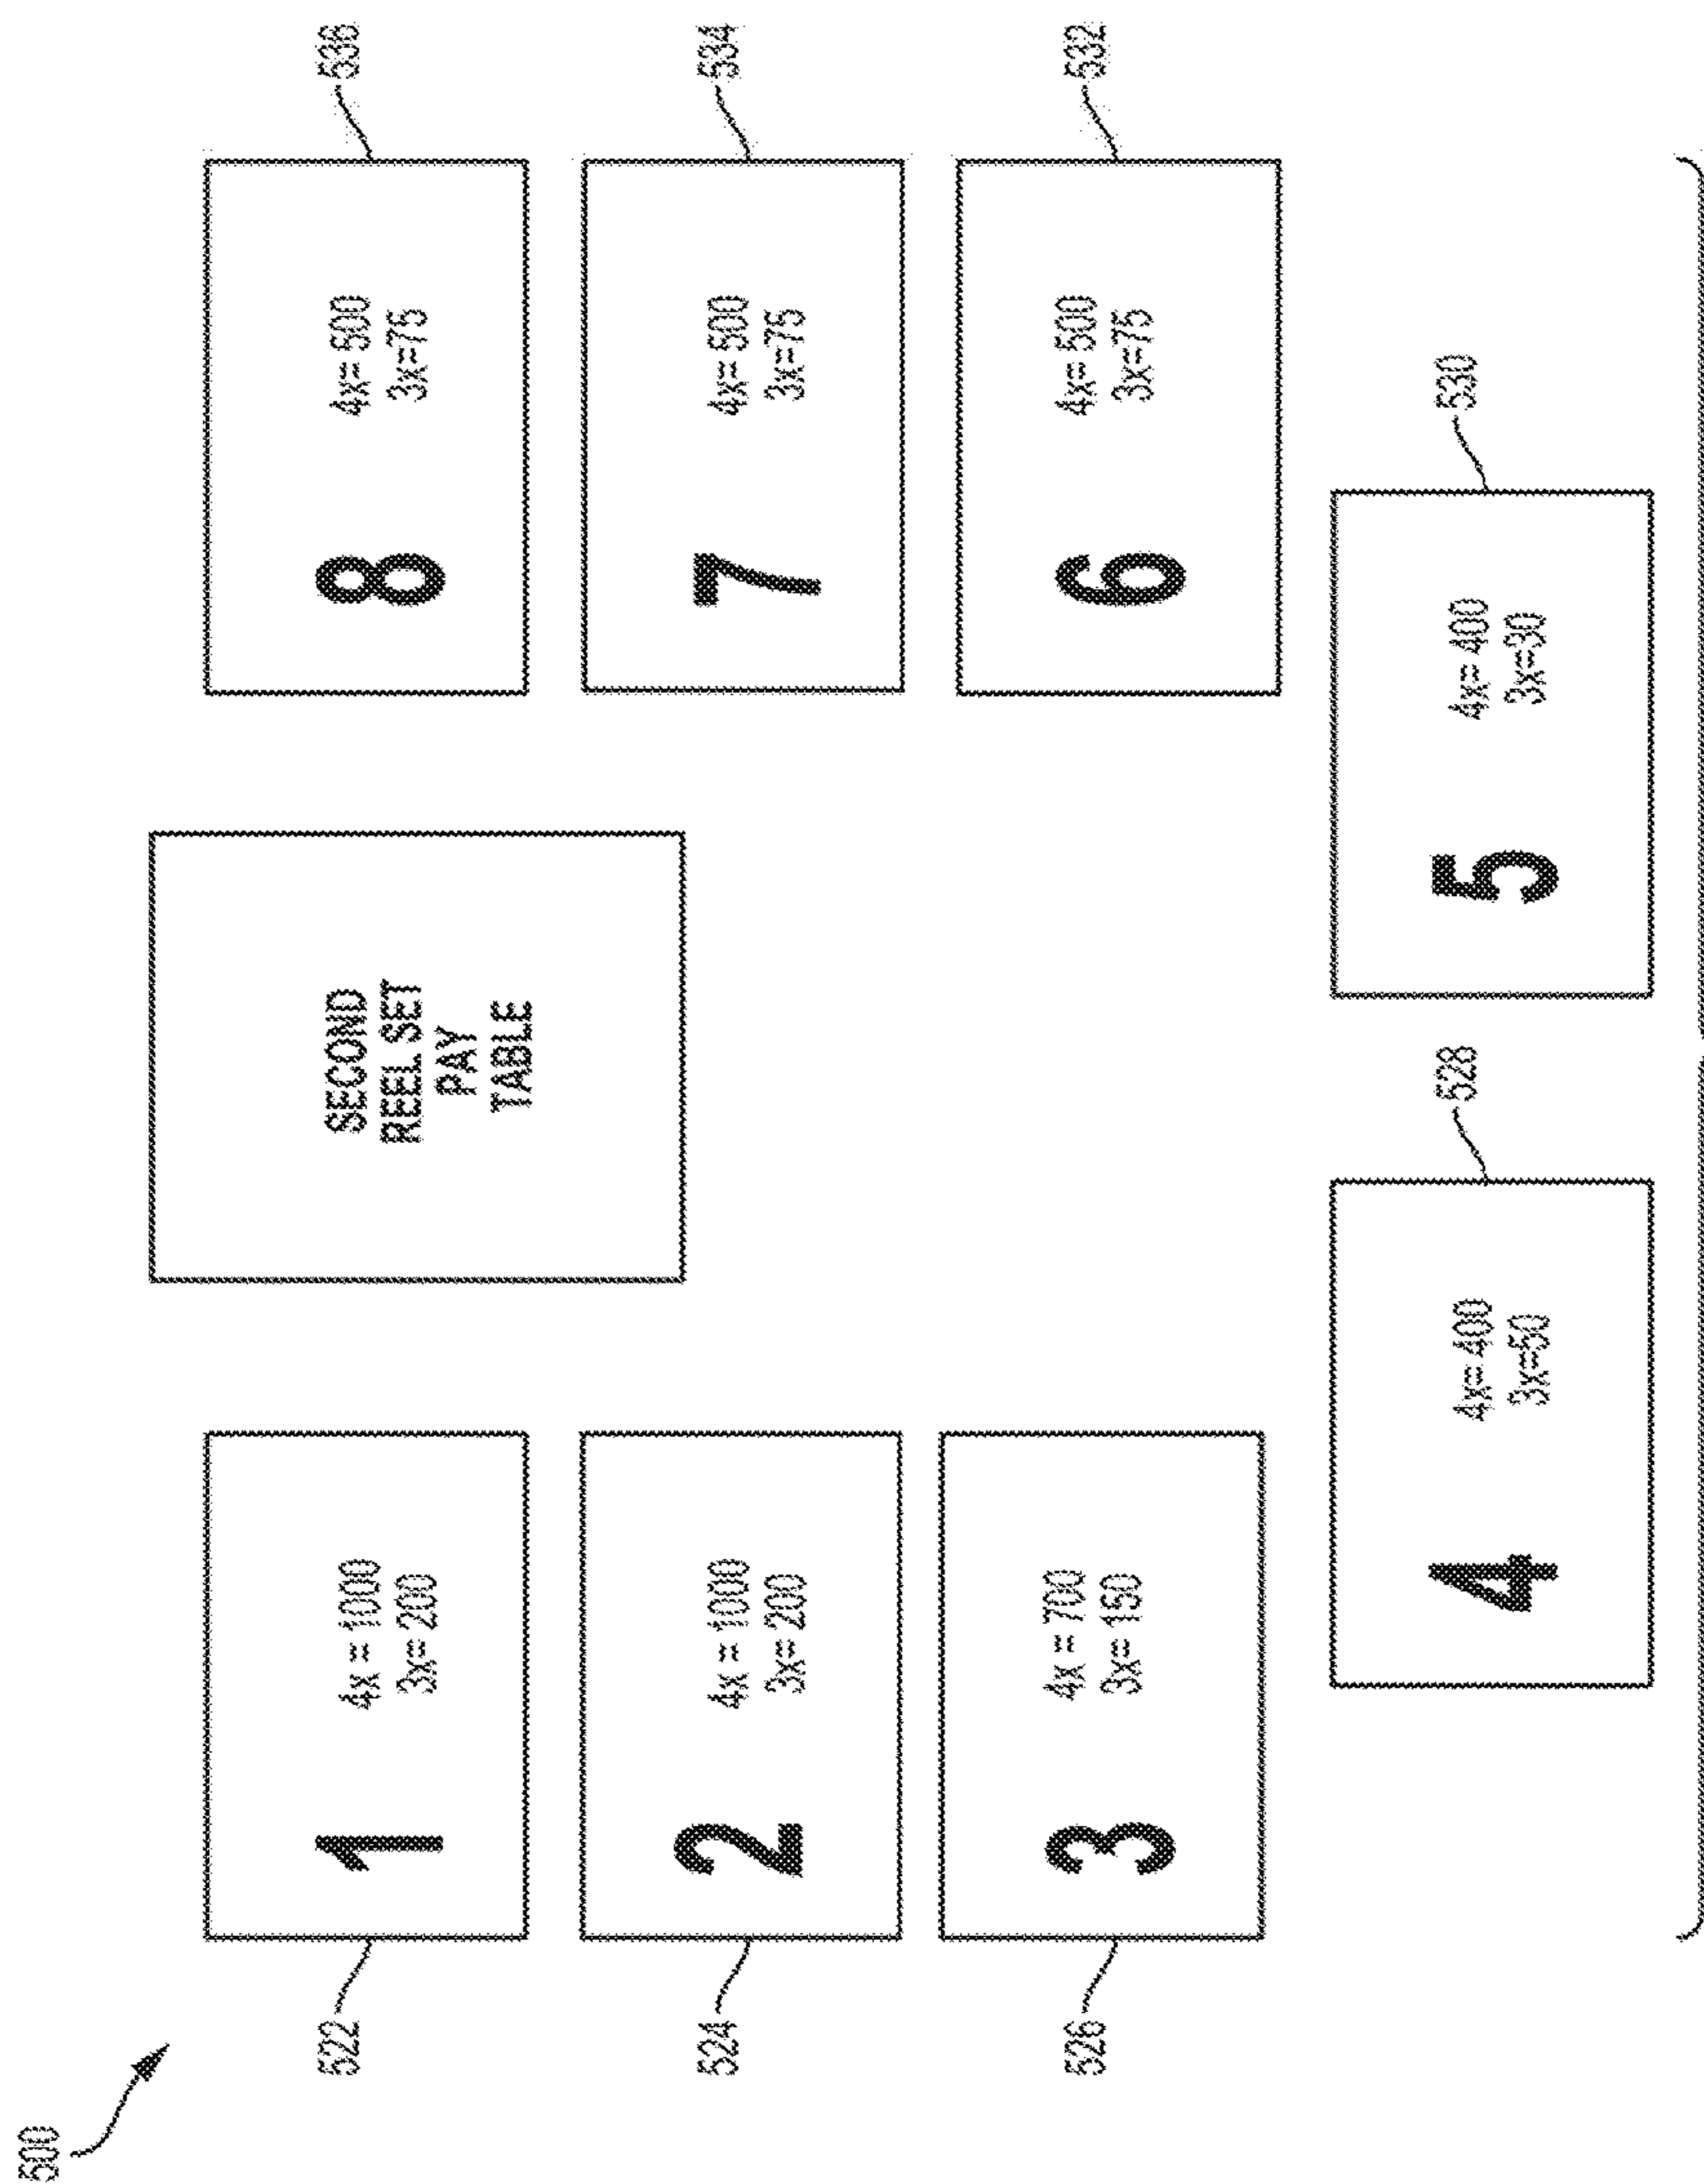 500
SECOND
REEL SET
PAY
TABLE
522
1
4x = 1000
3x= 200
8
4x= 500
3x=75
536
524
2
4x = 1000
3x= 200
7
4x= 500
3x=75
534
526
3
4x = 700
3x= 150
6
4x= 500
3x=75
532
4
4x= 400
3x=50
528
5
4x= 400
3x=30
530